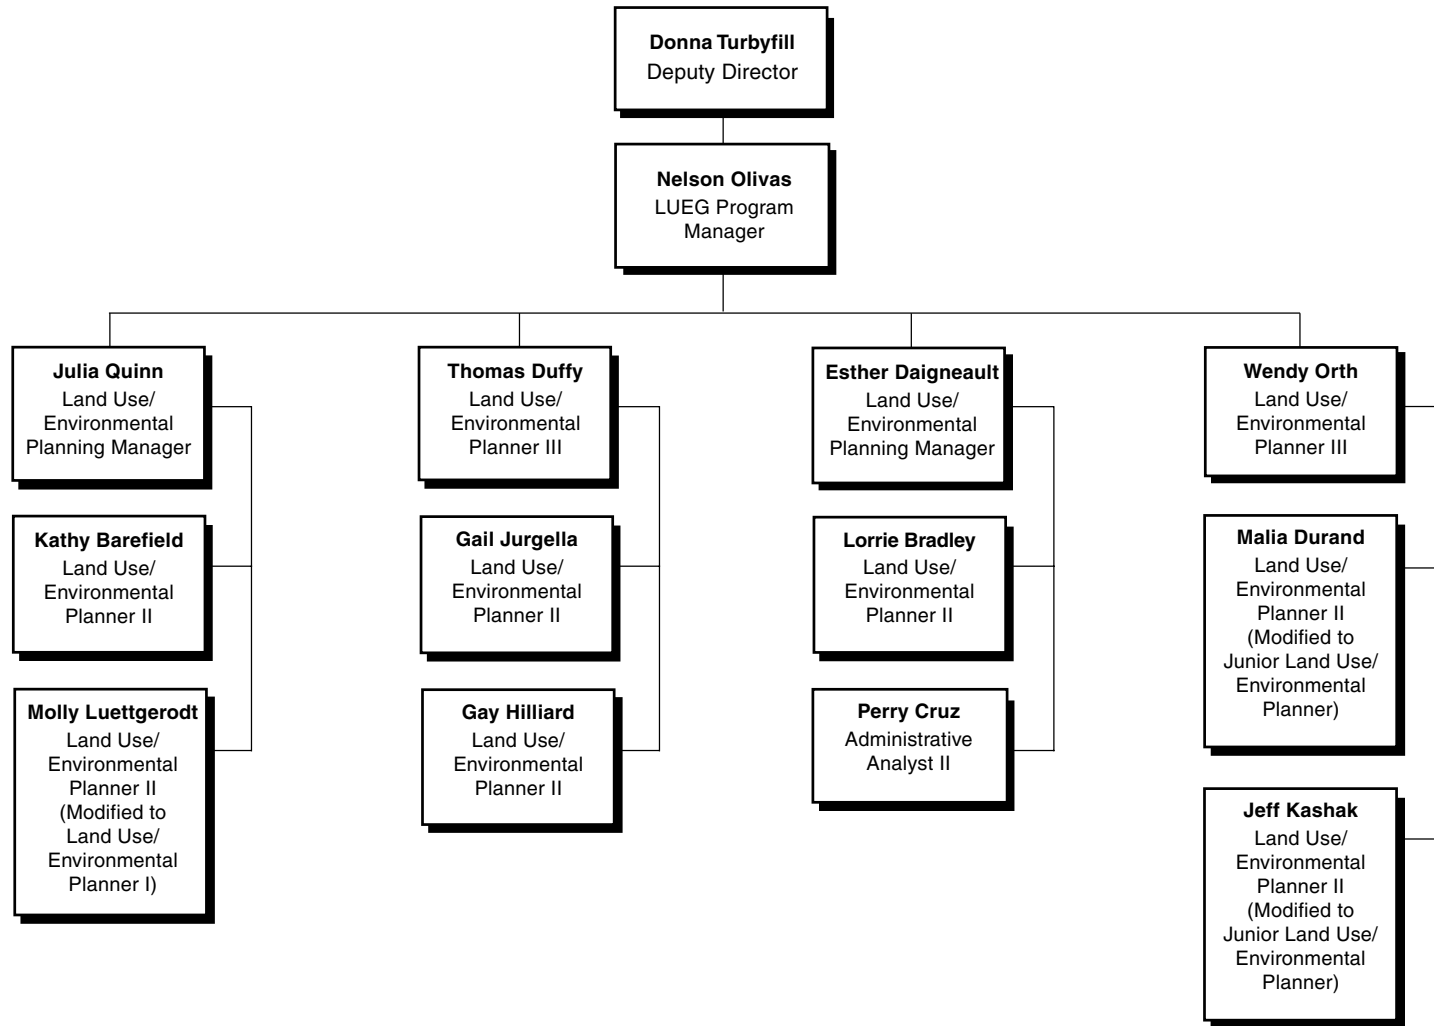 Donna Turbyfill
Deputy Director
Nelson Olivas
LUEG Program
Manager
Julia Quinn
Land Use/
Environmental
Planning Manager
Kathy Barefield
Land Use/
Environmental
Planner II
Molly Luettgerodt
Land Use/
Environmental
Planner II
(Modified to
Land Use/
Environmental
Planner I)
Thomas Duffy
Land Use/
Environmental
Planner III
Gail Jurgella
Land Use/
Environmental
Planner II
Gay Hilliard
Land Use/
Environmental
Planner II
Esther Daigneault
Land Use/
Environmental
Planning Manager
Lorrie Bradley
Land Use/
Environmental
Planner II
Perry Cruz
Administrative
Analyst II
Wendy Orth
Land Use/
Environmental
Planner III
Malia Durand
Land Use/
Environmental
Planner II
(Modified to
Junior Land Use/
Environmental
Planner)
Jeff Kashak
Land Use/
Environmental
Planner II
(Modified to
Junior Land Use/
Environmental
Planner)